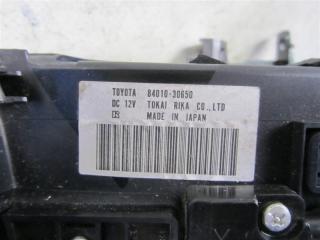 TOYOTA 84010-30650
DC 12V TOKAI RIKA CO.,LTD
MADE IN JAPAN